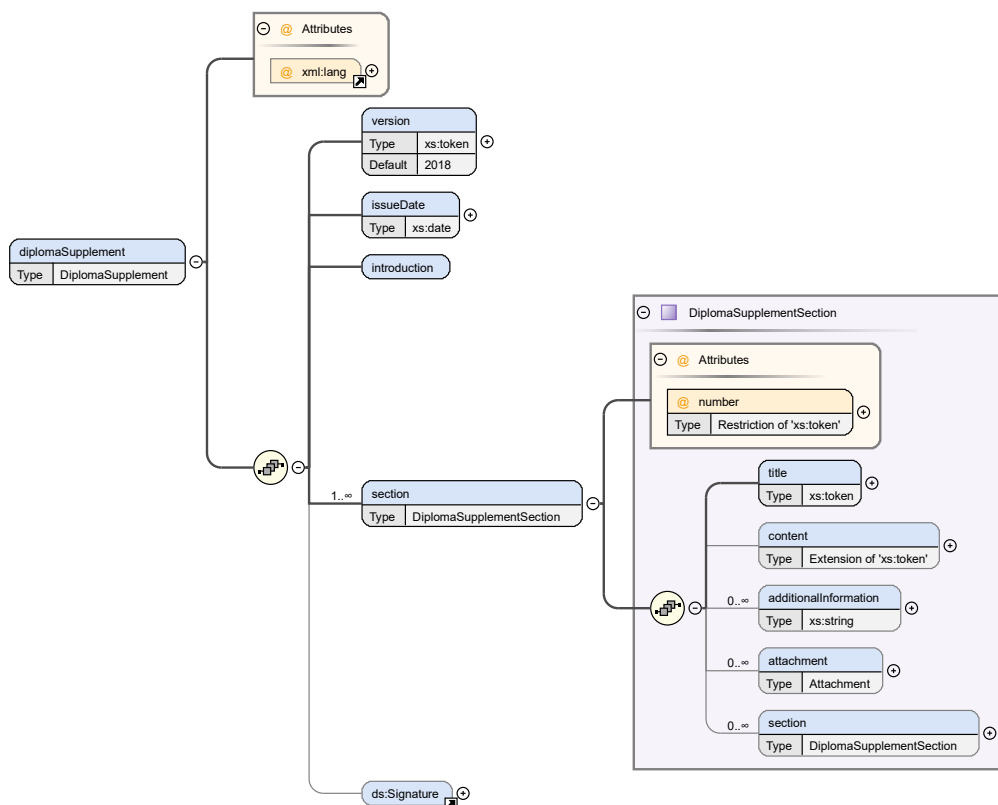 @ Attributes
@ xml:lang
version
Type xs:token
Default 2018
issueDate
Type xs:date
diplomaSupplement
Type DiplomaSupplement
introduction
DiplomaSupplementSection
@ Attributes
@ number
Type Restriction of 'xs:token'
title
Type xs:token
1..∞
section
Type DiplomaSupplementSection
content
Type Extension of 'xs:token'
0..∞
additionalInformation
Type xs:string
0..∞
attachment
Type Attachment
0..∞
section
Type DiplomaSupplementSection
ds:Signature